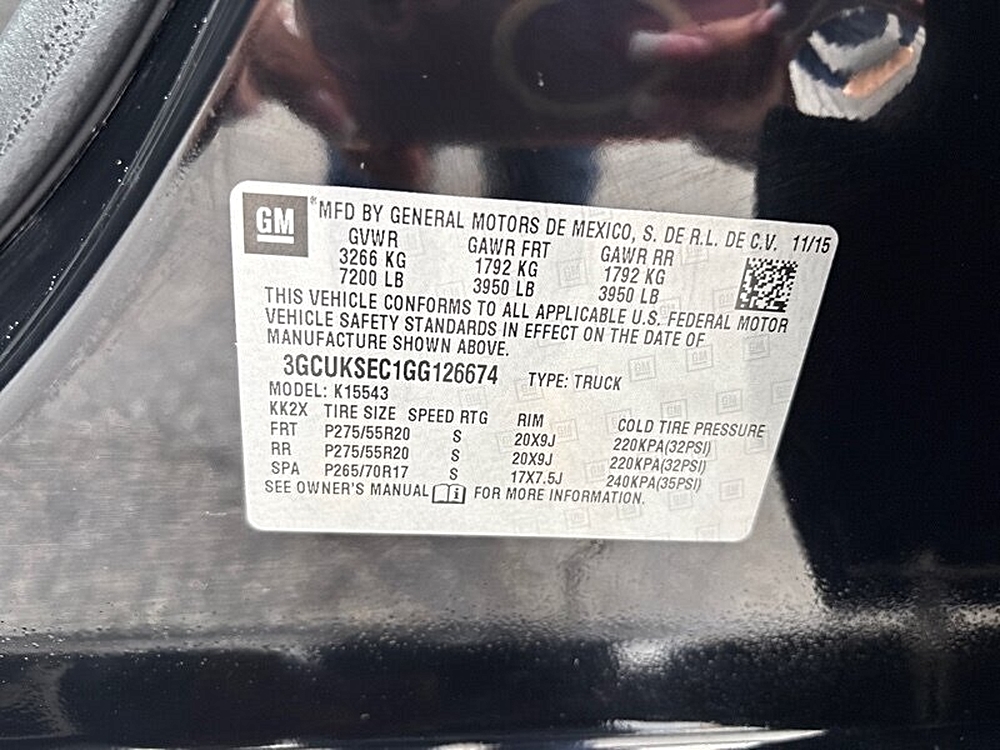 GM ® MFD BY GENERAL MOTORS DE MEXICO, S. DE R.L. DE C.V. 11/15
GVWR GAWR FRT GAWR RR
3266 KG 1792 KG 1792 KG
7200 LB 3950 LB 3950 LB
THIS VEHICLE CONFORMS TO ALL APPLICABLE U.S. FEDERAL MOTOR
VEHICLE SAFETY STANDARDS IN EFFECT ON THE DATE OF
MANUFACTURE SHOWN ABOVE.
3GCUKSEC1GG126674 TYPE: TRUCK
MODEL: K15543
KK2X TIRE SIZE SPEED RTG RIM COLD TIRE PRESSURE
FRT P275/55R20 S 20X9J 220KPA(32PSI)
RR P275/55R20 S 20X9J 220KPA(32PSI)
SPA P265/70R17 S 17X7.5J 240KPA(35PSI)
SEE OWNER'S MANUAL FOR MORE INFORMATION.